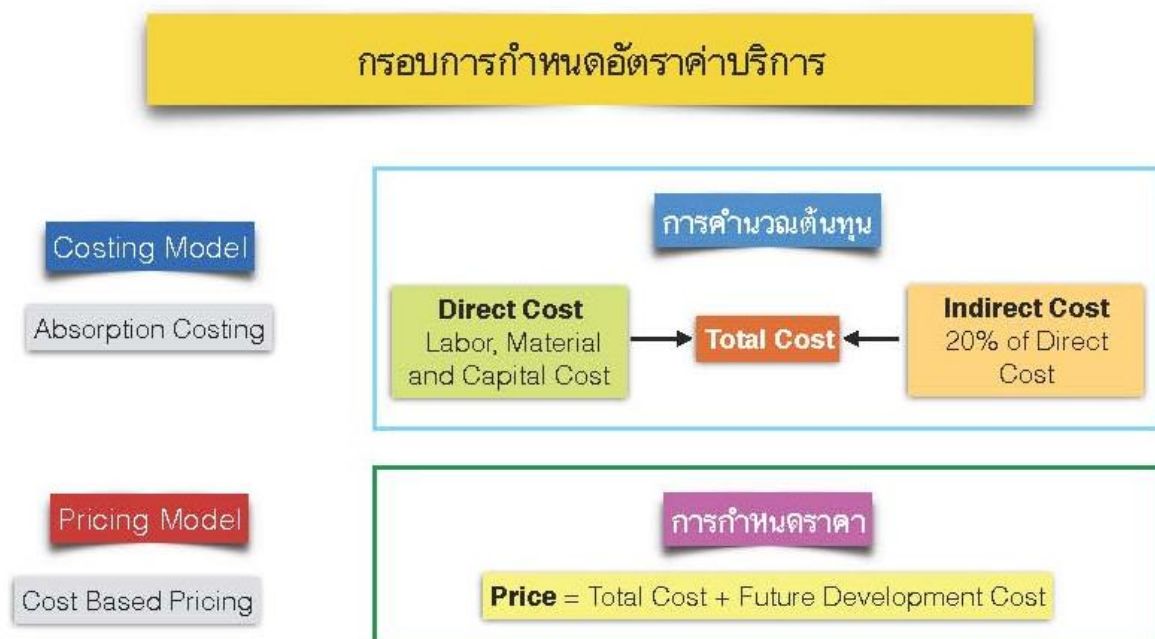 กรอบการกำหนดอัตราค่าบริการ
Costing Model
Absorption Costing
การคำนวณต้นทุน
Direct Cost
Labor, Material
and Capital Cost
Total Cost
Indirect Cost
20% of Direct
Cost
Pricing Model
Cost Based Pricing
การกำหนดราคา
Price = Total Cost + Future Development Cost